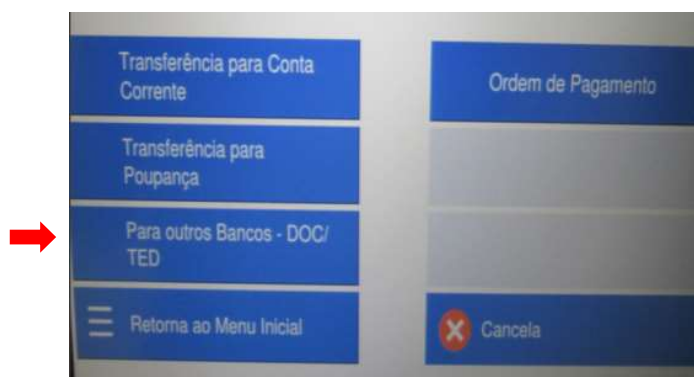 Transferência para Conta
Corrente
Ordem de Pagamento
Transferência para
Poupança
Para outros Bancos - DOC/
TED
Retorna ao Menu Inicial
Cancela